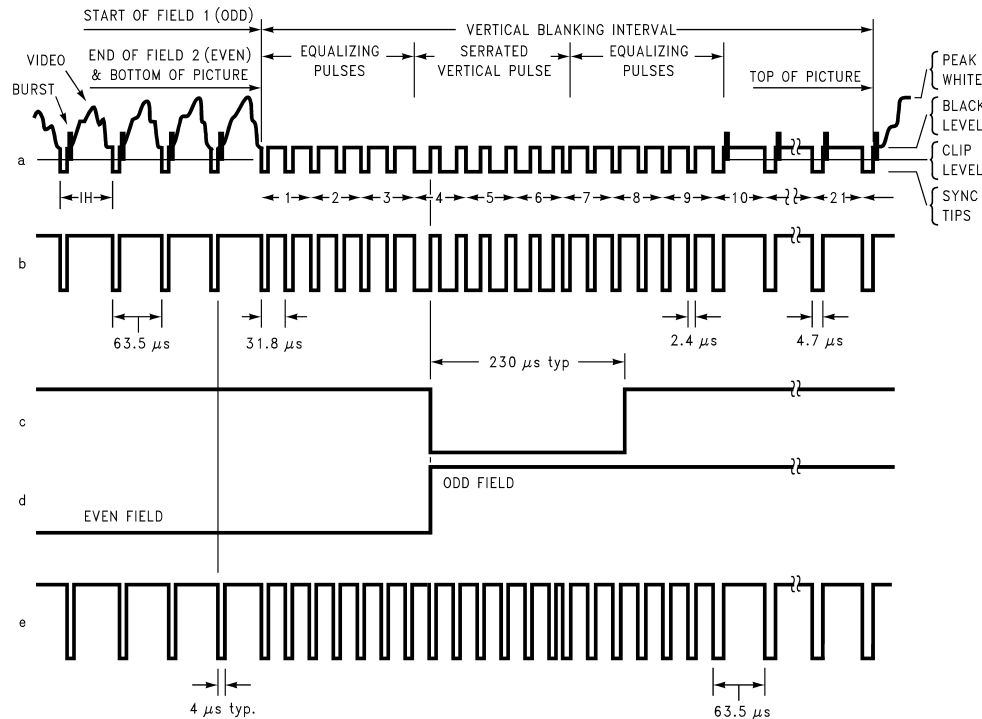 START OF FIELD 1 (ODD)
VERTICAL BLANKING INTERVAL
END OF FIELD 2 (EVEN)
& BOTTOM OF PICTURE
EQUALIZING
PULSES
SERRATED
VERTICAL PULSE
EQUALIZING
PULSES
TOP OF PICTURE
VIDEO
BURST
PEAK
WHITE
BLACK
LEVEL
CLIP
LEVEL
SYNC
TIPS
a
IH
1 2 3 4 5 6 7 8 9 10 21
b
63.5 μs
31.8 μs
2.4 μs
4.7 μs
230 μs typ
c
d
ODD FIELD
EVEN FIELD
e
4 μs typ.
63.5 μs